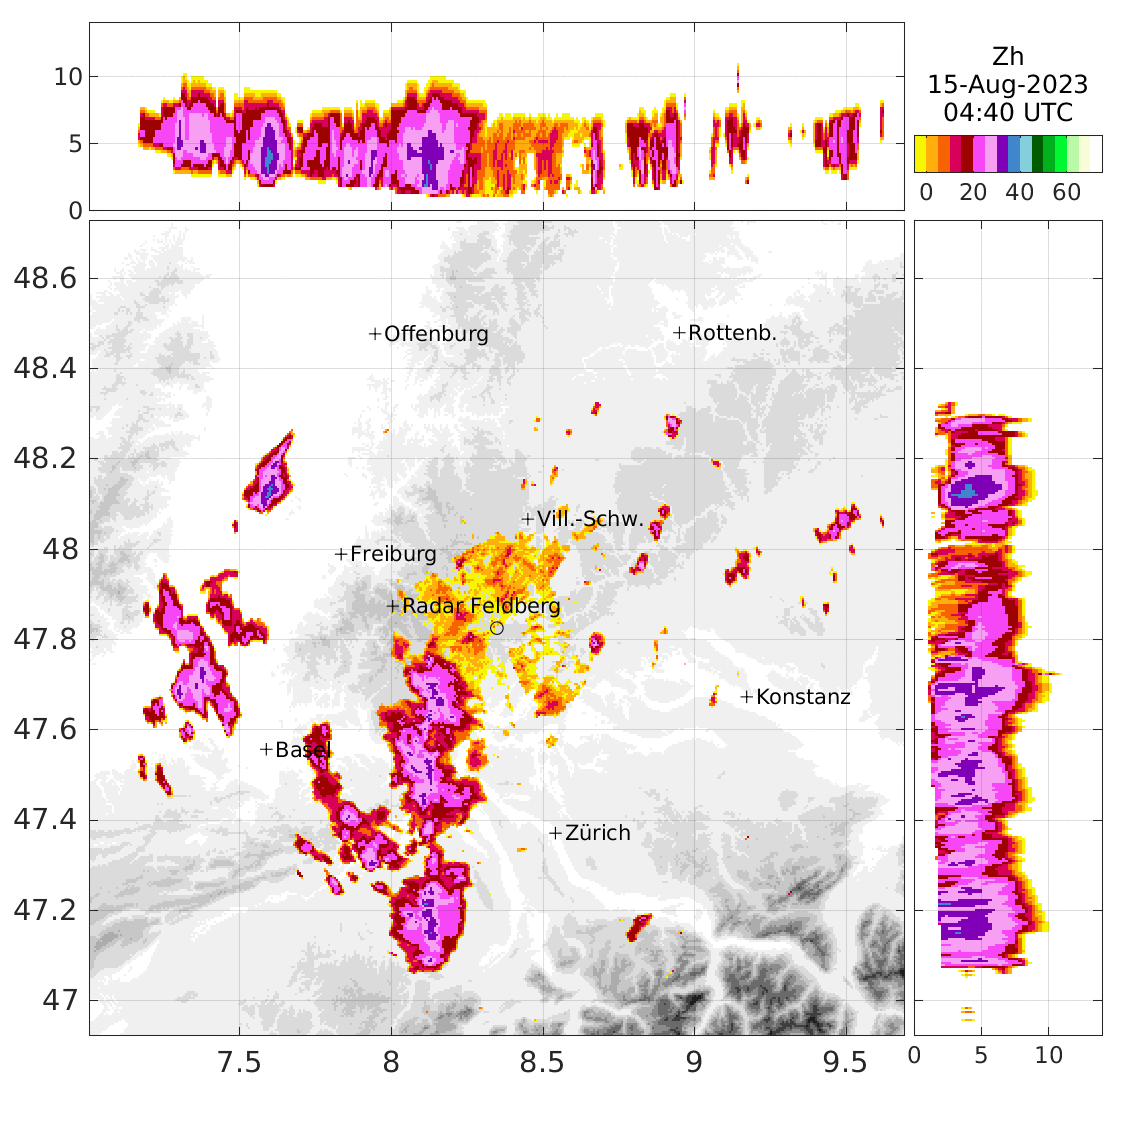 10
5
0
Zh
15-Aug-2023
04:40 UTC
0 20 40 60
48.6
48.4
48.2
48
47.8
47.6
47.4
47.2
47
+Offenburg
+Rottenb.
+Vill.-Schw.
+Freiburg
+Radar Feldberg
+Konstanz
+Basel
+Zürich
7.5 8 8.5 9 9.5
0 5 10